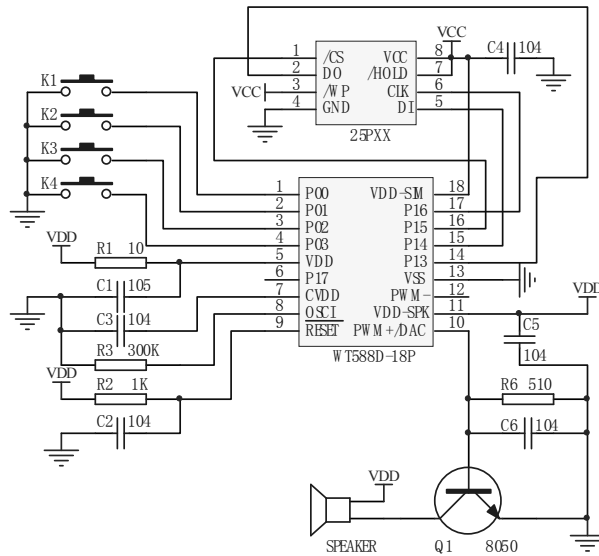 VCC
C4 104
1 /CS VCC 8
2 DO /HOLD 7
VCC 3 /WP CLK 6
4 GND DI 5
25PXX
K1
K2
K3
K4
1 P00 VDD-SIM 18
2 P01 P16 17
3 P02 P15 16
4 P03 P14 15
5 VDD P13 14
6 P17 VSS 13
7 CVDD PWM- 12
8 OSCI VDD-SPK 11
9 RESET PWM+/DAC 10
WT588D-18P
VDD
R1 10
C1 105
C3 104
R3 300K
VDD
R2 1K
C2 104
VDD
C5
104
R6 510
C6 104
VDD
SPEAKER
Q1 8050